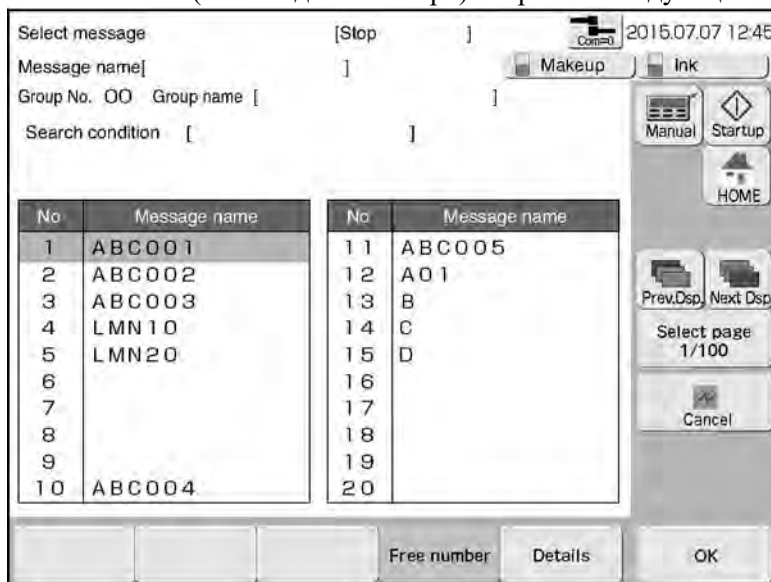 Select message [Stop ] Com=0 2015.07.07 12:45
Message name[ ] Makeup Ink
Group No. 00 Group name [ ]
Search condition [ ]
Manual Startup
HOME
No Message name No Message name
1 ABC001 11 ABC005
2 ABC002 12 A01
3 ABC003 13 B
4 LMN10 14 C
5 LMN20 15 D
6 16
7 17
8 18
9 19
10 ABC004 20
Prev.Dsp. Next Dsp
Select page
1/100
Cancel
Free number Details OK